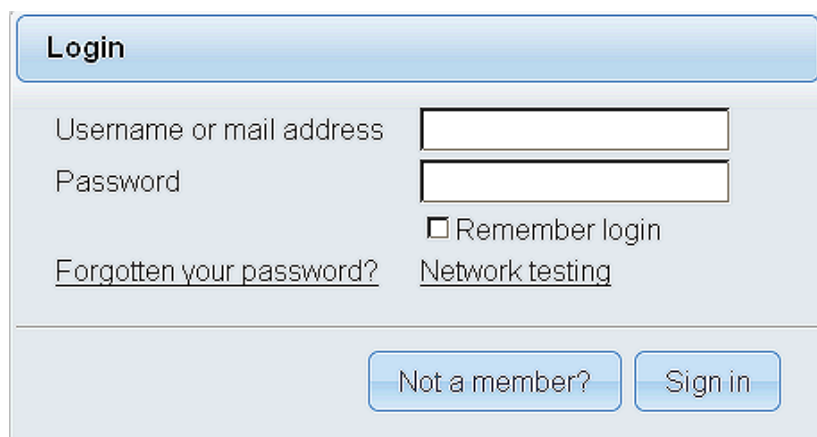 Login
Username or mail address
Password
Remember login
Forgotten your password? Network testing
Not a member? Sign in